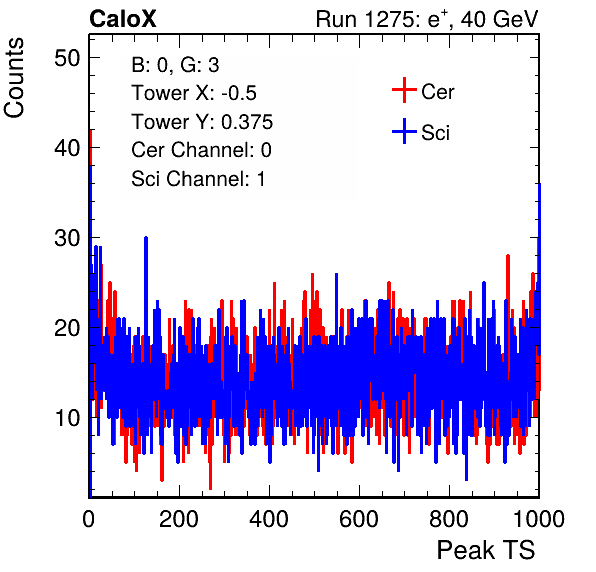 CaloX Run 1275: e+, 40 GeV
Counts
B: 0, G: 3
Tower X: -0.5
Tower Y: 0.375
Cer Channel: 0
Sci Channel: 1
Cer
Sci
50
40
30
20
10
0 200 400 600 800 1000
Peak TS